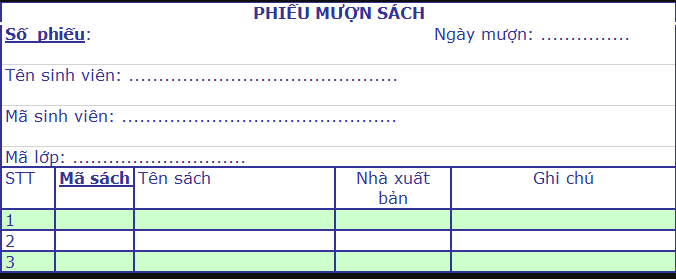 PHIẾU MƯỢN SÁCH
Số phiếu: Ngày mượn: ...............
Tên sinh viên: .............................................
Mã sinh viên: ..............................................
Mã lớp: .............................
STT Mã sách Tên sách Nhà xuất bản Ghi chú
1
2
3